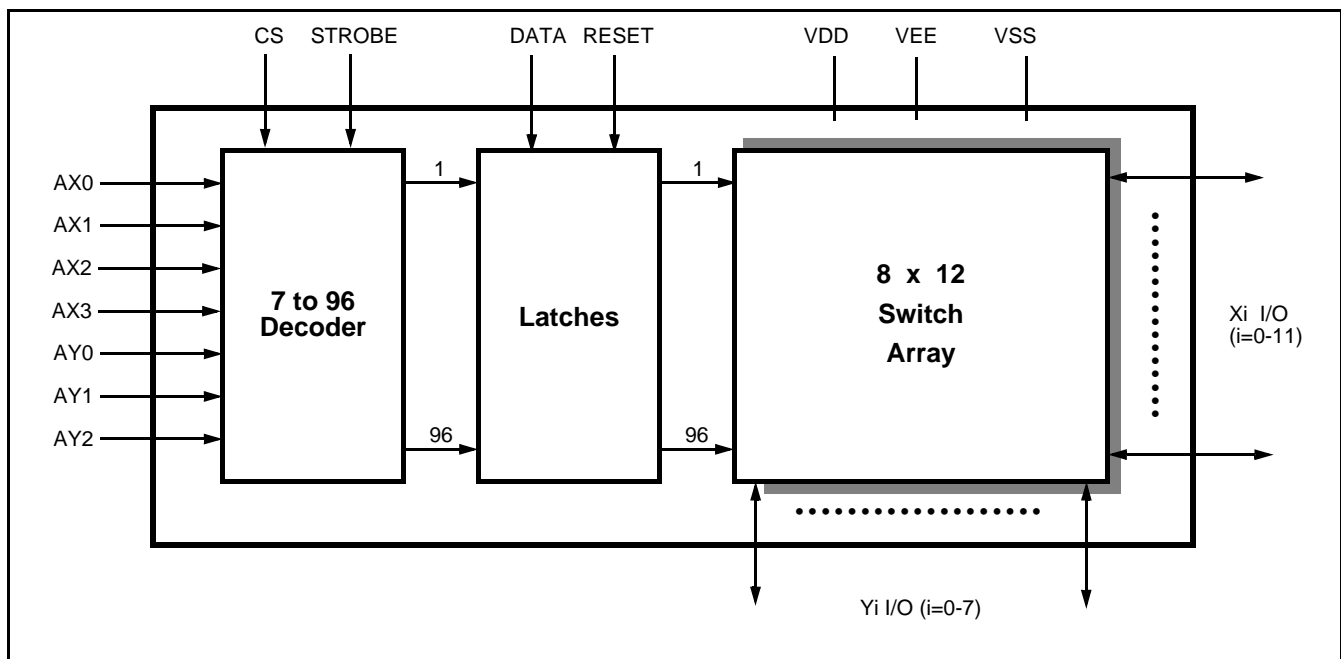 CS STROBE DATA RESET VDD VEE VSS
AX0
AX1
AX2
AX3
AY0
AY1
AY2
7 to 96
Decoder
1
96
Latches
1
96
8 x 12
Switch
Array
Xi I/O
(i=0-11)
Yi I/O (i=0-7)